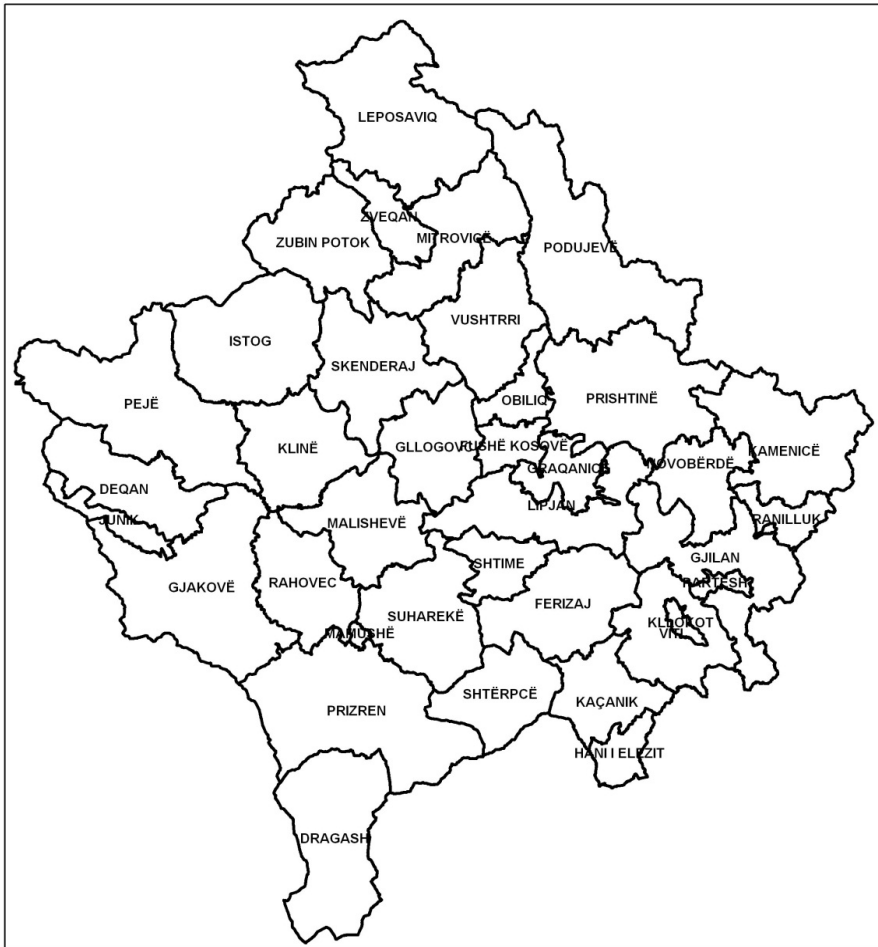 LEPOSAVIQ
ZVEQAN
MITROVICË
ZUBIN POTOK
PODUJEVË
VUSHTRRI
ISTOG
SKENDERAJ
OBILIQ
PRISHTINË
PEJË
KLINË
GLLOGOVC
FUSHË KOSOVË
KAMENICË
GRAQANICË
NOVOBËRDË
DEQAN
LIPJAN
JUNIK
MALISHEVË
RANILLUK
GJILAN
SHTIME
GJAKOVË
RAHOVEC
PARTESH
SUHAREKË
FERIZAJ
KLLOKOT
MAMUSHË
VITI
SHTËRPCË
KAÇANIK
PRIZREN
HANI I ELEZIT
DRAGASH